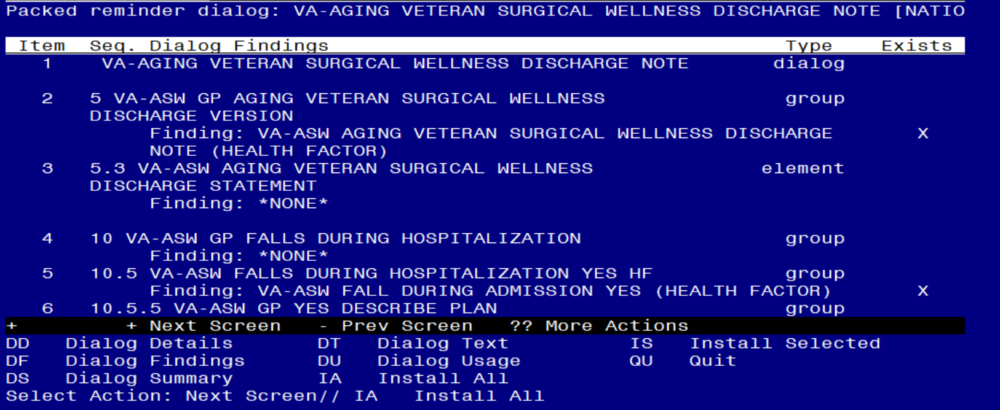 Packed reminder dialog: VA-AGING VETERAN SURGICAL WELLNESS DISCHARGE NOTE [NATIO
Item Seq. Dialog Findings Type Exists
1 VA-AGING VETERAN SURGICAL WELLNESS DISCHARGE NOTE dialog
2 5 VA-ASW GP AGING VETERAN SURGICAL WELLNESS group
DISCHARGE VERSION
Finding: VA-ASW AGING VETERAN SURGICAL WELLNESS DISCHARGE X
NOTE (HEALTH FACTOR)
3 5.3 VA-ASW AGING VETERAN SURGICAL WELLNESS element
DISCHARGE STATEMENT
Finding: *NONE*
4 10 VA-ASW GP FALLS DURING HOSPITALIZATION group
Finding: *NONE*
5 10.5 VA-ASW FALLS DURING HOSPITALIZATION YES HF group
Finding: VA-ASW FALL DURING ADMISSION YES (HEALTH FACTOR) X
6 10.5.5 VA-ASW GP YES DESCRIBE PLAN group
+ + Next Screen - Prev Screen ?? More Actions
DD Dialog Details DT Dialog Text IS Install Selected
DF Dialog Findings DU Dialog Usage QU Quit
DS Dialog Summary IA Install All
Select Action: Next Screen// IA Install All